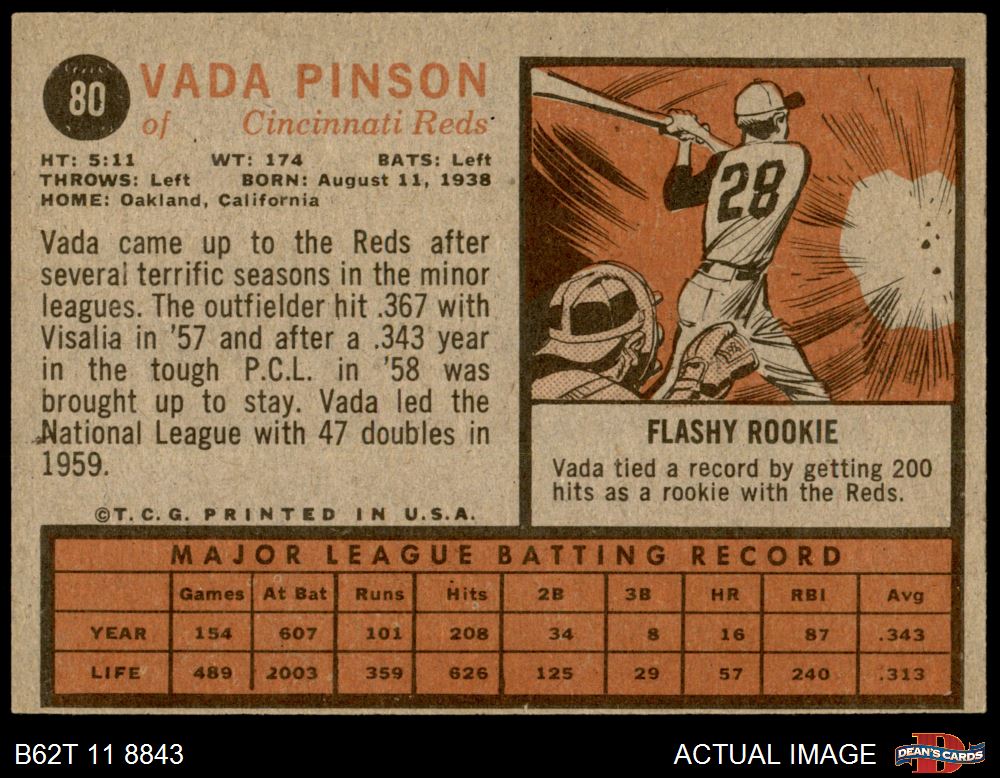 80
VADA PINSON
of Cincinnati Reds
HT: 5:11 WT: 174 BATS: Left
THROWS: Left BORN: August 11, 1938
HOME: Oakland, California
Vada came up to the Reds after
several terrific seasons in the minor
leagues. The outfielder hit .367 with
Visalia in '57 and after a .343 year
in the tough P.C.L. in '58 was
brought up to stay. Vada led the
National League with 47 doubles in
1959.
©T.C.G. PRINTED IN U.S.A.
28
FLASHY ROOKIE
Vada tied a record by getting 200
hits as a rookie with the Reds.
MAJOR LEAGUE BATTING RECORD
Games At Bat Runs Hits 2B 3B HR RBI Avg
YEAR 154 607 101 208 34 8 16 87 .343
LIFE 489 2003 359 626 125 29 57 240 .313
B62T 11 8843 ACTUAL IMAGE
DEAN'S CARDS